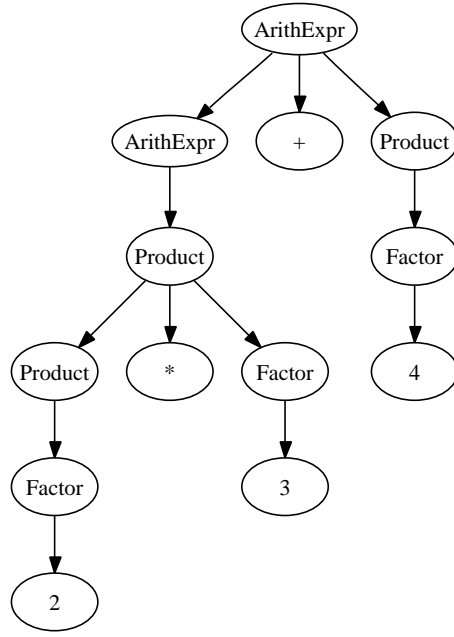 ArithExpr
ArithExpr + Product
Product Factor
Product * Factor 4
Factor 3
2